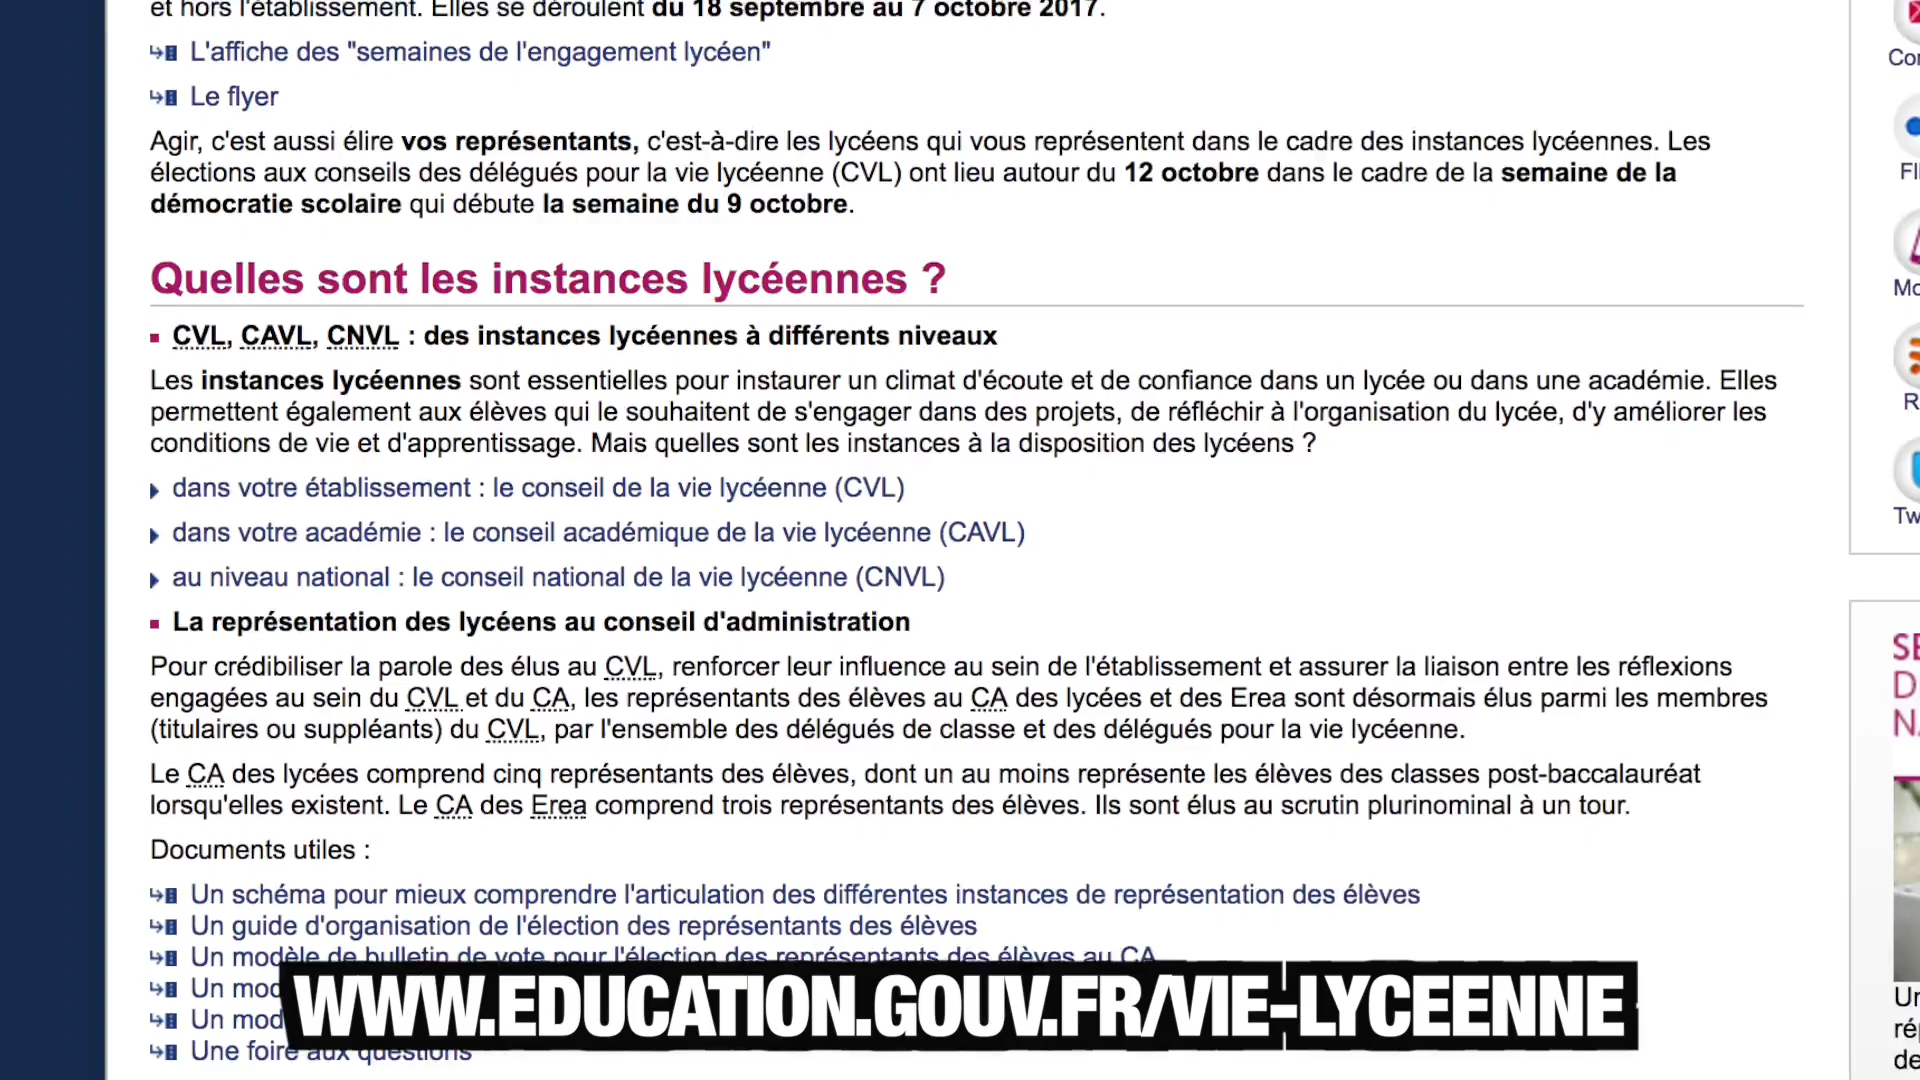 et hors l'établissement. Elles se déroulent du 18 septembre au 7 octobre 2017.
L'affiche des "semaines de l'engagement lycéen"
Le flyer
Agir, c'est aussi élire vos représentants, c'est-à-dire les lycéens qui vous représentent dans le cadre des instances lycéennes. Les
élections aux conseils des délégués pour la vie lycéenne (CVL) ont lieu autour du 12 octobre dans le cadre de la semaine de la
démocratie scolaire qui débute la semaine du 9 octobre.
Quelles sont les instances lycéennes ?
CVL, CAVL, CNVL : des instances lycéennes à différents niveaux
Les instances lycéennes sont essentielles pour instaurer un climat d'écoute et de confiance dans un lycée ou dans une académie. Elles
permettent également aux élèves qui le souhaitent de s'engager dans des projets, de réfléchir à l'organisation du lycée, d'y améliorer les
conditions de vie et d'apprentissage. Mais quelles sont les instances à la disposition des lycéens ?
dans votre établissement : le conseil de la vie lycéenne (CVL)
dans votre académie : le conseil académique de la vie lycéenne (CAVL)
au niveau national : le conseil national de la vie lycéenne (CNVL)
La représentation des lycéens au conseil d'administration
Pour crédibiliser la parole des élus au CVL, renforcer leur influence au sein de l'établissement et assurer la liaison entre les réflexions
engagées au sein du CVL et du CA, les représentants des élèves au CA des lycées et des Erea sont désormais élus parmi les membres
(titulaires ou suppléants) du CVL, par l'ensemble des délégués de classe et des délégués pour la vie lycéenne.
Le CA des lycées comprend cinq représentants des élèves, dont un au moins représente les élèves des classes post-baccalauréat
lorsqu'elles existent. Le CA des Erea comprend trois représentants des élèves. Ils sont élus au scrutin plurinominal à un tour.
Documents utiles :
Un schéma pour mieux comprendre l'articulation des différentes instances de représentation des élèves
Un guide d'organisation de l'élection des représentants des élèves
Un modèle de bulletin de vote pour l'élection des représentants des élèves au CA
Un
Un
Une foire aux questions
WWW.EDUCATION.GOUV.FR/VIE-LYCEENNE